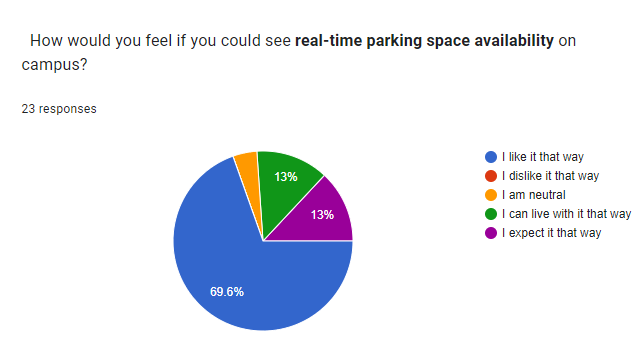 How would you feel if you could see real-time parking space availability on
campus?
23 responses
13%
13%
69.6%
I like it that way
I dislike it that way
I am neutral
I can live with it that way
I expect it that way